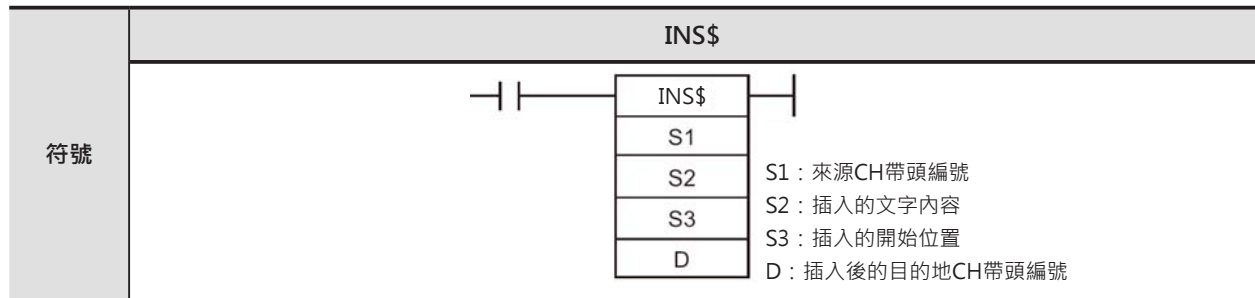 INS$
符號
INS$
S1
S2
S3
D
S1：來源CH帶頭編號
S2：插入的文字內容
S3：插入的開始位置
D：插入後的目的地CH帶頭編號